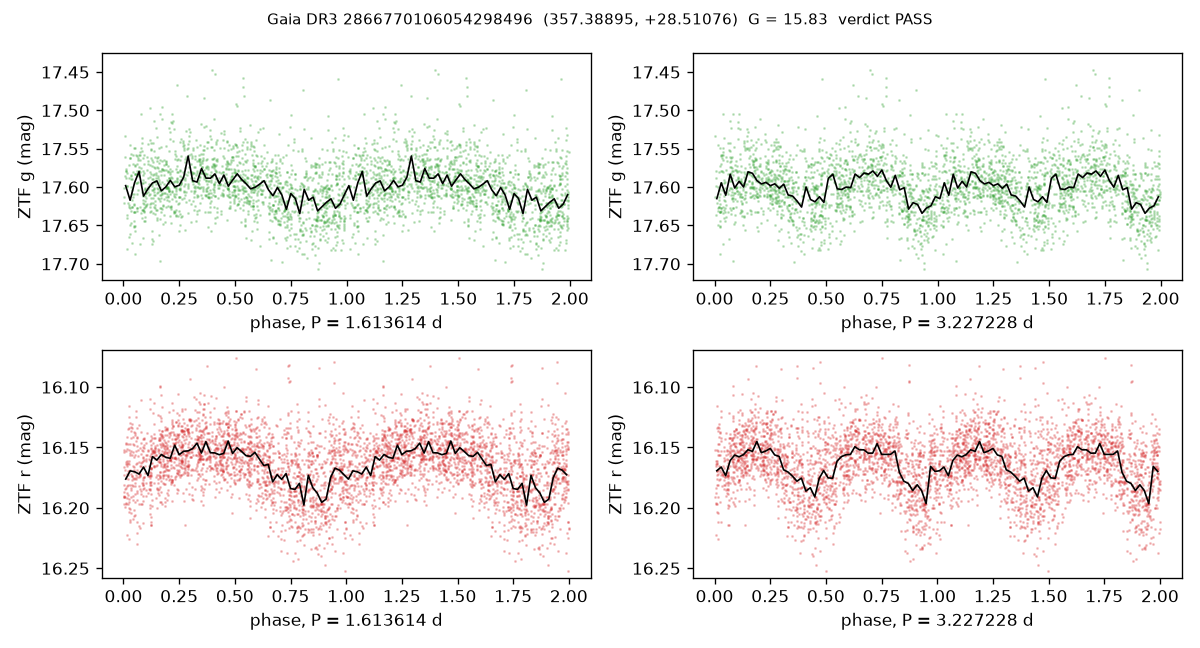 Gaia DR3 2866770106054298496 (357.38895, +28.51076) G = 15.83 verdict PASS
ZTF g (mag)
17.45
17.50
17.55
17.60
17.65
17.70
0.00 0.25 0.50 0.75 1.00 1.25 1.50 1.75 2.00
phase, P = 1.613614 d
ZTF g (mag)
17.45
17.50
17.55
17.60
17.65
17.70
0.00 0.25 0.50 0.75 1.00 1.25 1.50 1.75 2.00
phase, P = 3.227228 d
ZTF r (mag)
16.10
16.15
16.20
16.25
0.00 0.25 0.50 0.75 1.00 1.25 1.50 1.75 2.00
phase, P = 1.613614 d
ZTF r (mag)
16.10
16.15
16.20
16.25
0.00 0.25 0.50 0.75 1.00 1.25 1.50 1.75 2.00
phase, P = 3.227228 d